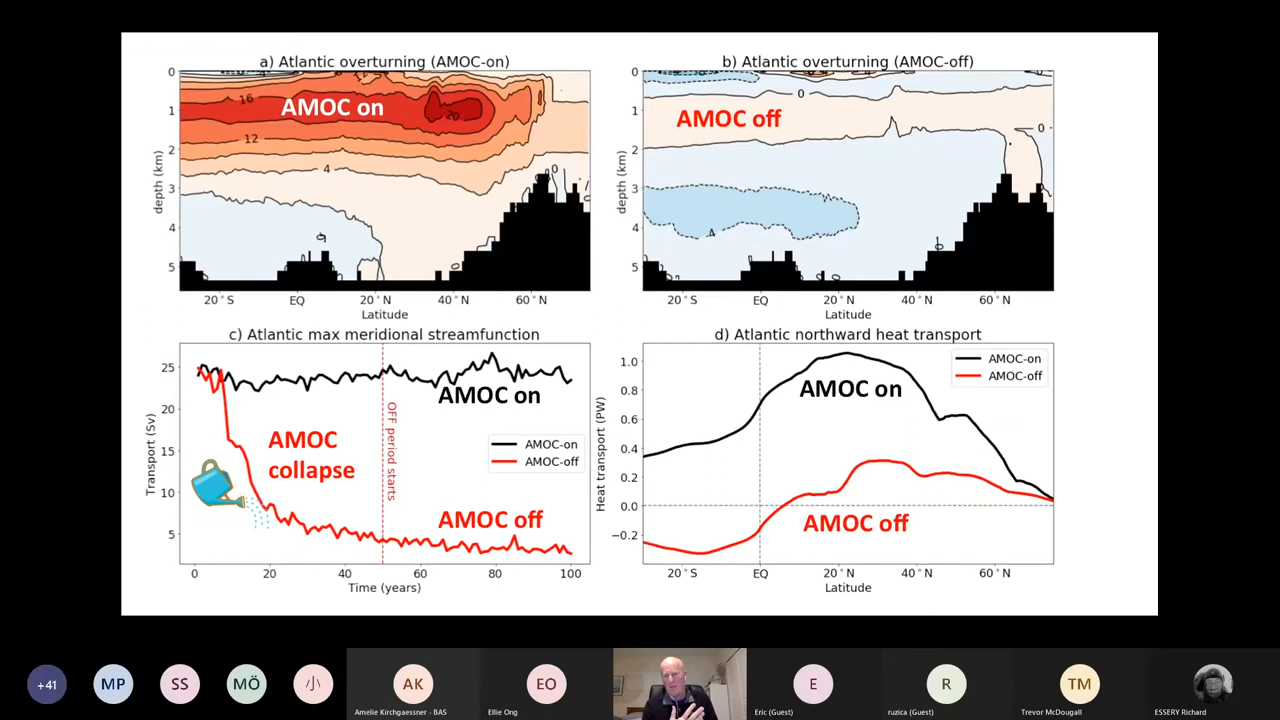 a) Atlantic overturning (AMOC-on)
b) Atlantic overturning (AMOC-off)
0
1
2
3
4
5
depth (km)
16
AMOC on
20
12
4
0
0
20°S
EQ
20°N
40°N
60°N
Latitude
0
1
2
3
4
5
depth (km)
0
AMOC off
0
20°S
EQ
20°N
40°N
60°N
Latitude
c) Atlantic max meridional streamfunction
d) Atlantic northward heat transport
25
20
15
10
5
Transport (Sv)
AMOC on
OFF period starts
AMOC
collapse
AMOC-on
AMOC-off
AMOC off
0
20
40
60
80
100
Time (years)
1.0
0.8
0.6
0.4
0.2
0.0
−0.2
Heat transport (PW)
AMOC-on
AMOC-off
AMOC on
AMOC off
20°S
EQ
20°N
40°N
60°N
Latitude
+41
MP
SS
MÖ
小
AK
EO
E
R
TM
Amelie Kirchgaessner - BAS
Ellie Ong
Eric (Guest)
ruzica (Guest)
Trevor McDougall
ESSERY Richard